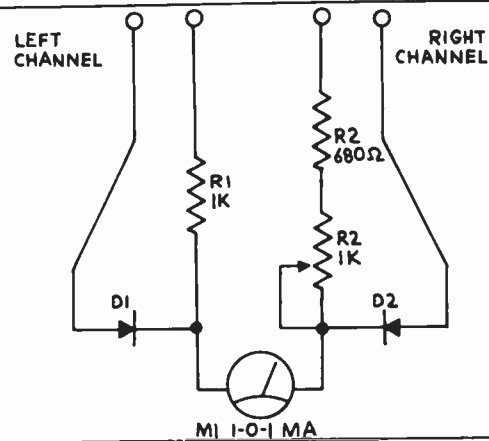 LEFT
CHANNEL
RIGHT
CHANNEL
R1
1K
R2
680Ω
R2
1K
D1
D2
M1 1-0-1 MA